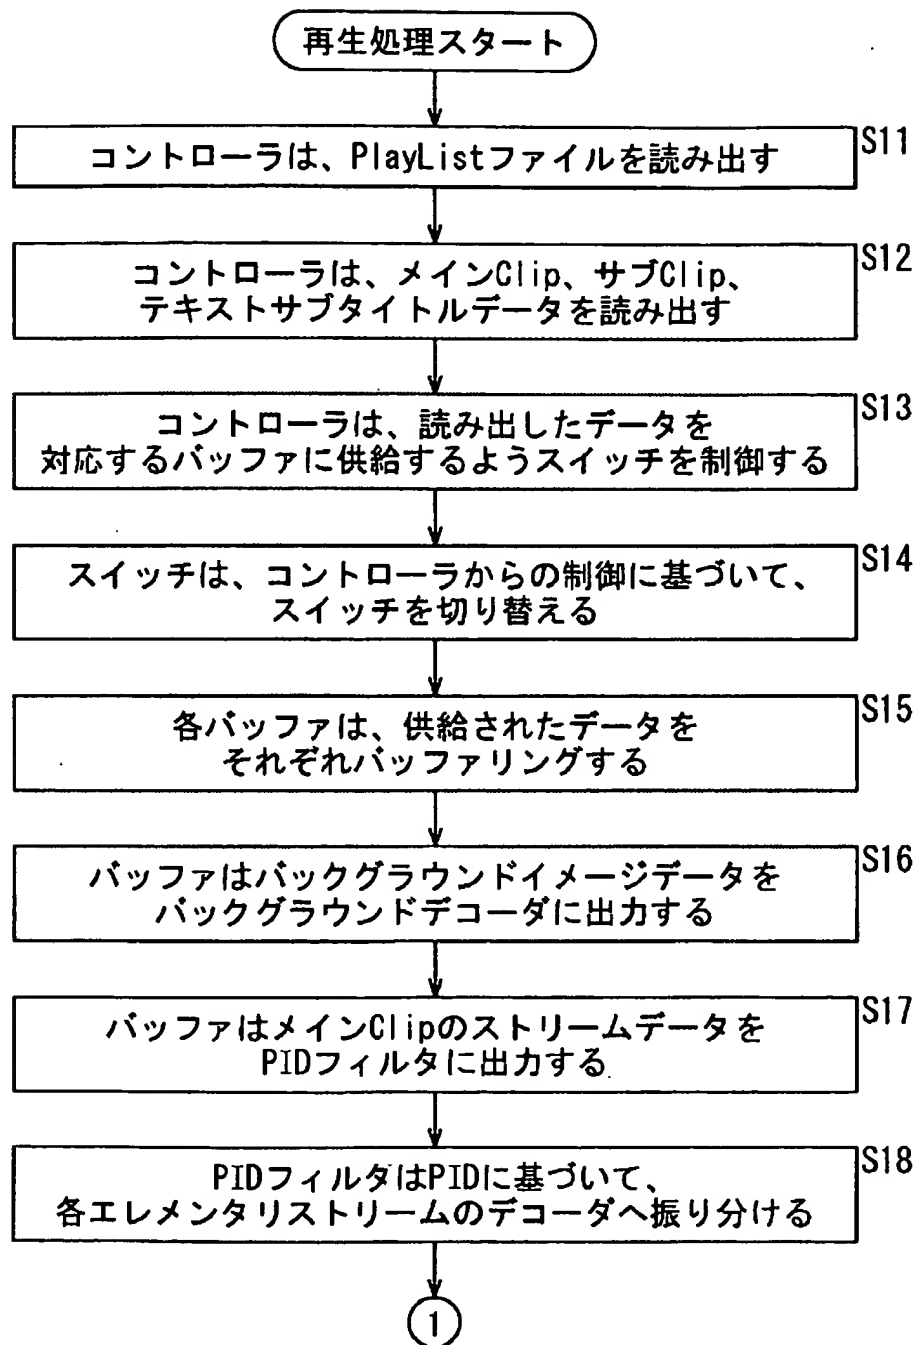 再生処理スタート
コントローラは、PlayListファイルを読み出す
S11
コントローラは、メインClip、サブClip、
テキストサブタイトルデータを読み出す
S12
コントローラは、読み出したデータを
対応するバッファに供給するようスイッチを制御する
S13
スイッチは、コントローラからの制御に基づいて、
スイッチを切り替える
S14
各バッファは、供給されたデータを
それぞれバッファリングする
S15
バッファはバックグラウンドイメージデータを
バックグラウンドデコーダに出力する
S16
バッファはメインClipのストリームデータを
PIDフィルタに出力する
S17
PIDフィルタはPIDに基づいて、
各エレメンタリストリームのデコーダへ振り分ける
S18
1